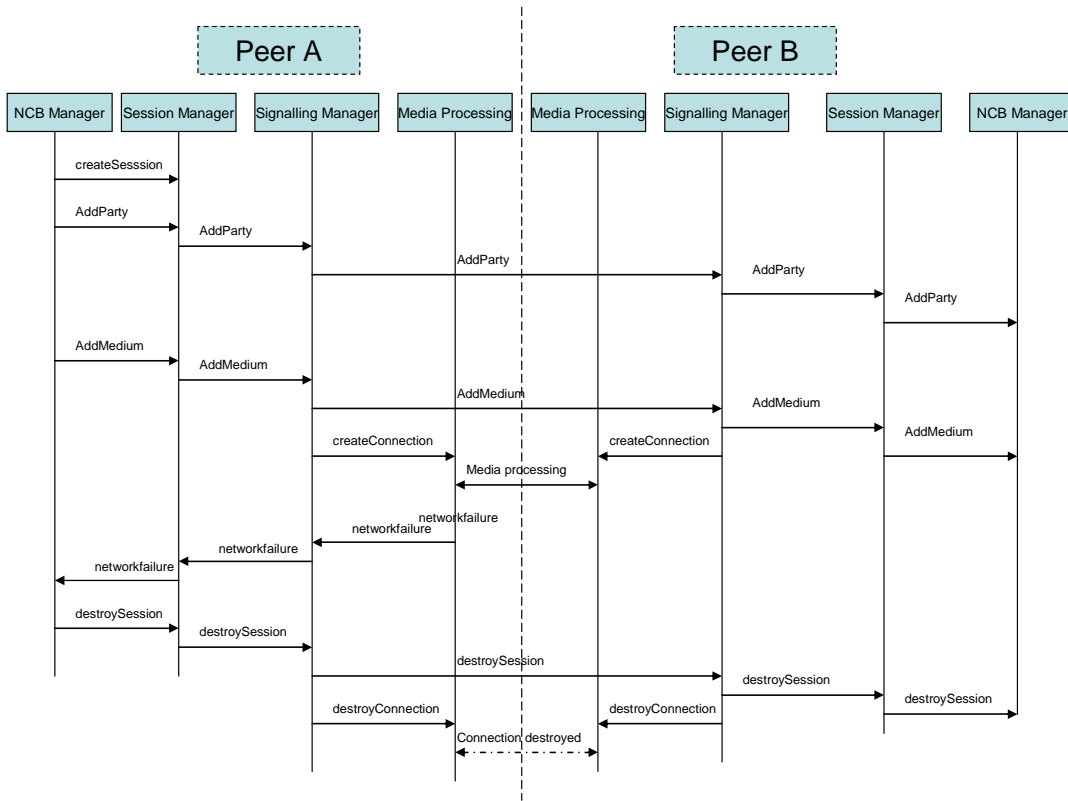 Peer A
Peer B
NCB Manager
Session Manager
Signalling Manager
Media Processing
Media Processing
Signalling Manager
Session Manager
NCB Manager
createSesssion
AddParty
AddParty
AddParty
AddParty
AddParty
AddMedium
AddMedium
AddMedium
AddMedium
AddMedium
createConnection
createConnection
Media processing
networkfailure
networkfailure
networkfailure
networkfailure
destroySession
destroySession
destroySession
destroySession
destroySession
destroyConnection
destroyConnection
Connection destroyed